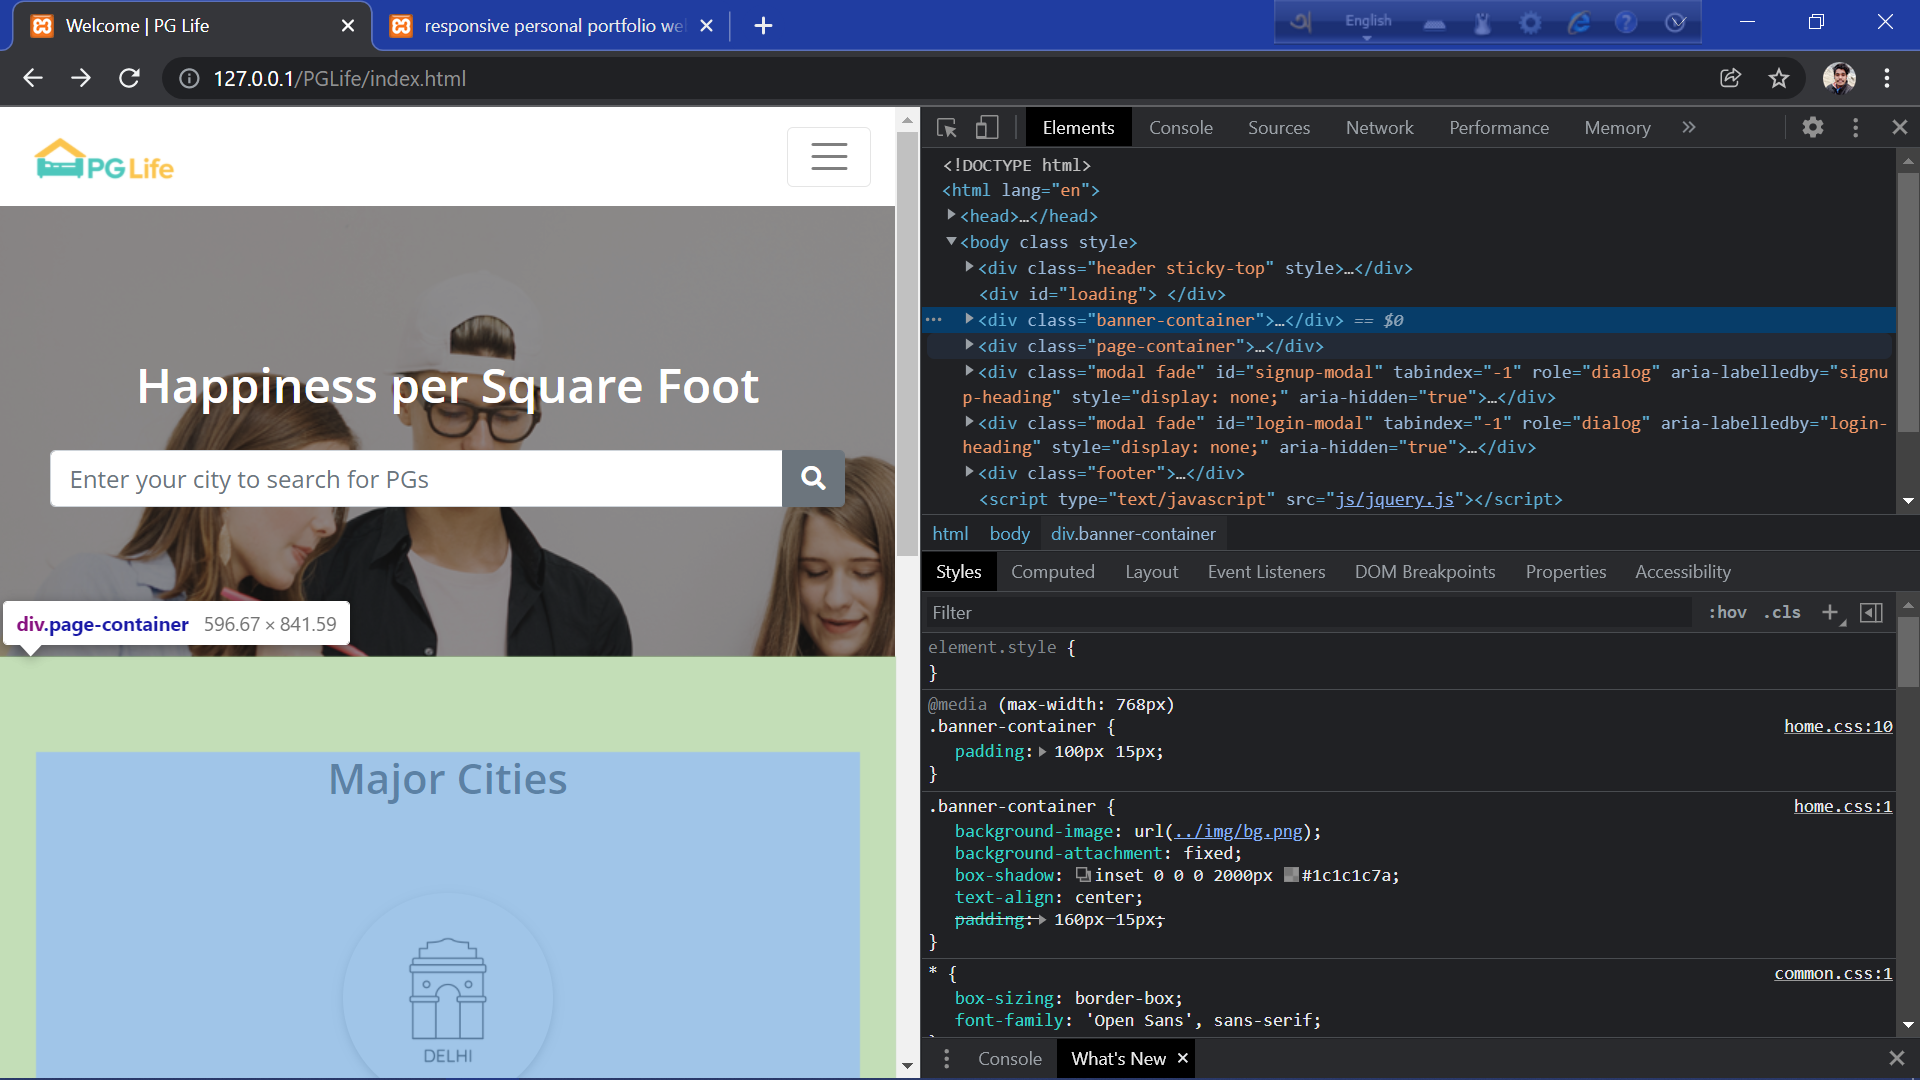 Welcome | PG Life
responsive personal portfolio we
অ English
127.0.0.1/PGLife/index.html
PG Life
Happiness per Square Foot
Enter your city to search for PGs
div.page-container 596.67 × 841.59
Major Cities
DELHI
Elements Console Sources Network Performance Memory »
<!DOCTYPE html>
<html lang="en">
<head>…</head>
<body class style>
<div class="header sticky-top" style>…</div>
<div id="loading"> </div>
… <div class="banner-container">…</div> == $0
<div class="page-container">…</div>
<div class="modal fade" id="signup-modal" tabindex="-1" role="dialog" aria-labelledby="signu
p-heading" style="display: none;" aria-hidden="true">…</div>
<div class="modal fade" id="login-modal" tabindex="-1" role="dialog" aria-labelledby="login-
heading" style="display: none;" aria-hidden="true">…</div>
<div class="footer">…</div>
<script type="text/javascript" src="js/jquery.js"></script>
html body div.banner-container
Styles Computed Layout Event Listeners DOM Breakpoints Properties Accessibility
Filter :hov .cls +
element.style {
}
@media (max-width: 768px)
.banner-container { home.css:10
padding: 100px 15px;
}
.banner-container { home.css:1
background-image: url(../img/bg.png);
background-attachment: fixed;
box-shadow: inset 0 0 0 2000px #1c1c1c7a;
text-align: center;
padding: 160px 15px;
}
* { common.css:1
box-sizing: border-box;
font-family: 'Open Sans', sans-serif;
Console What's New